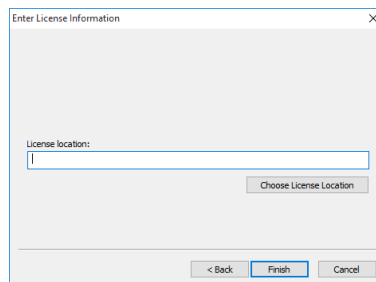 Enter License Information
License location:
Choose License Location
< Back Finish Cancel